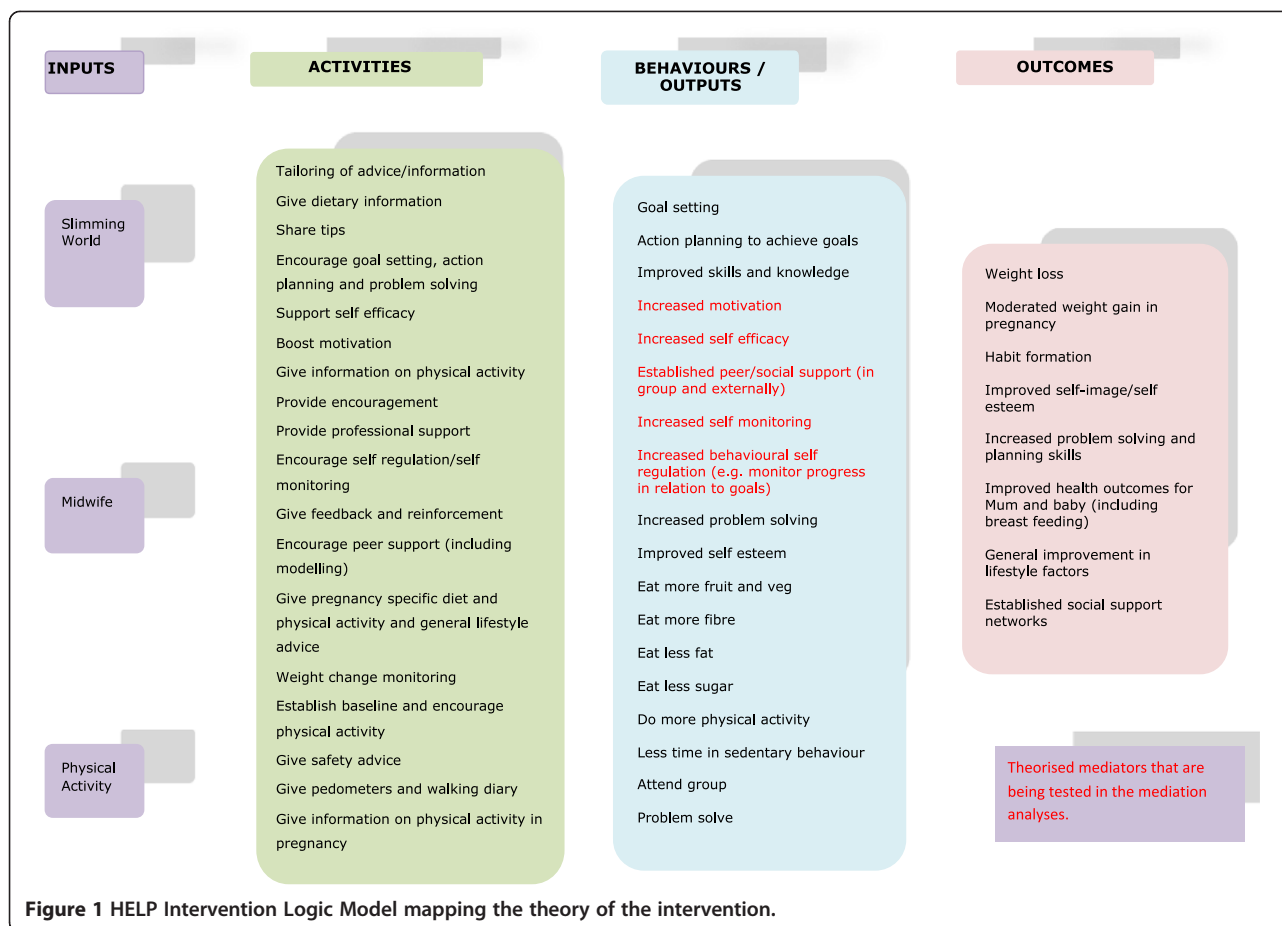 INPUTS
ACTIVITIES
BEHAVIOURS /
OUTPUTS
OUTCOMES
Slimming
World
Midwife
Physical
Activity
Tailoring of advice/information
Give dietary information
Share tips
Encourage goal setting, action
planning and problem solving
Support self efficacy
Boost motivation
Give information on physical activity
Provide encouragement
Provide professional support
Encourage self regulation/self
monitoring
Give feedback and reinforcement
Encourage peer support (including
modelling)
Give pregnancy specific diet and
physical activity and general lifestyle
advice
Weight change monitoring
Establish baseline and encourage
physical activity
Give safety advice
Give pedometers and walking diary
Give information on physical activity in
pregnancy
Goal setting
Action planning to achieve goals
Improved skills and knowledge
Increased motivation
Increased self efficacy
Established peer/social support (in
group and externally)
Increased self monitoring
Increased behavioural self
regulation (e.g. monitor progress
in relation to goals)
Increased problem solving
Improved self esteem
Eat more fruit and veg
Eat more fibre
Eat less fat
Eat less sugar
Do more physical activity
Less time in sedentary behaviour
Attend group
Problem solve
Weight loss
Moderated weight gain in
pregnancy
Habit formation
Improved self-image/self
esteem
Increased problem solving and
planning skills
Improved health outcomes for
Mum and baby (including
breast feeding)
General improvement in
lifestyle factors
Established social support
networks
Theorised mediators that are
being tested in the mediation
analyses.
Figure 1 HELP Intervention Logic Model mapping the theory of the intervention.